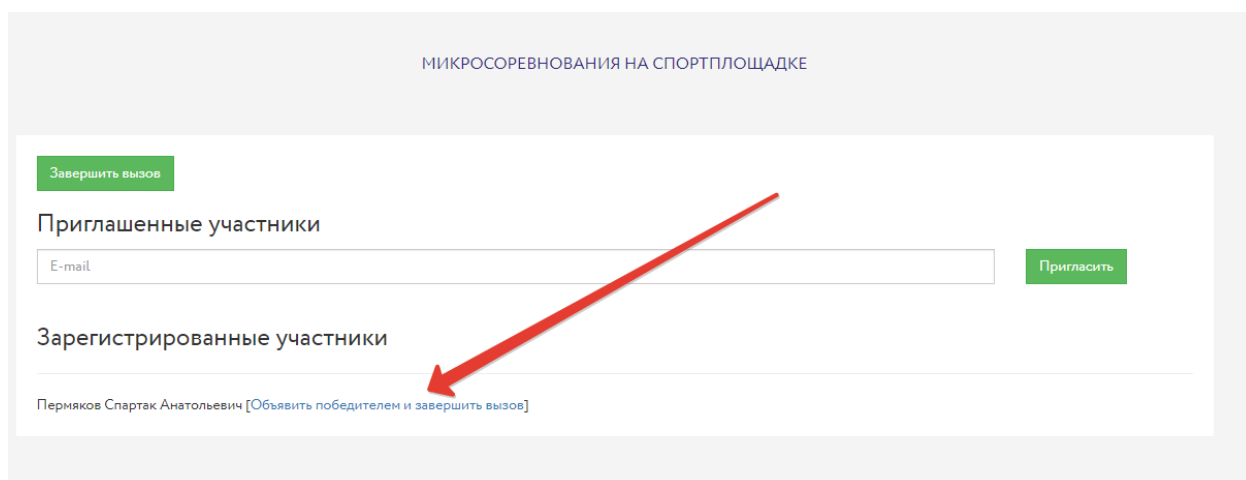 МИКРОСОРЕВНОВАНИЯ НА СПОРТПЛОЩАДКЕ
Завершить вызов
Приглашенные участники
E-mail
Пригласить
Зарегистрированные участники
Пермяков Спартак Анатольевич [Объявить победителем и завершить вызов]